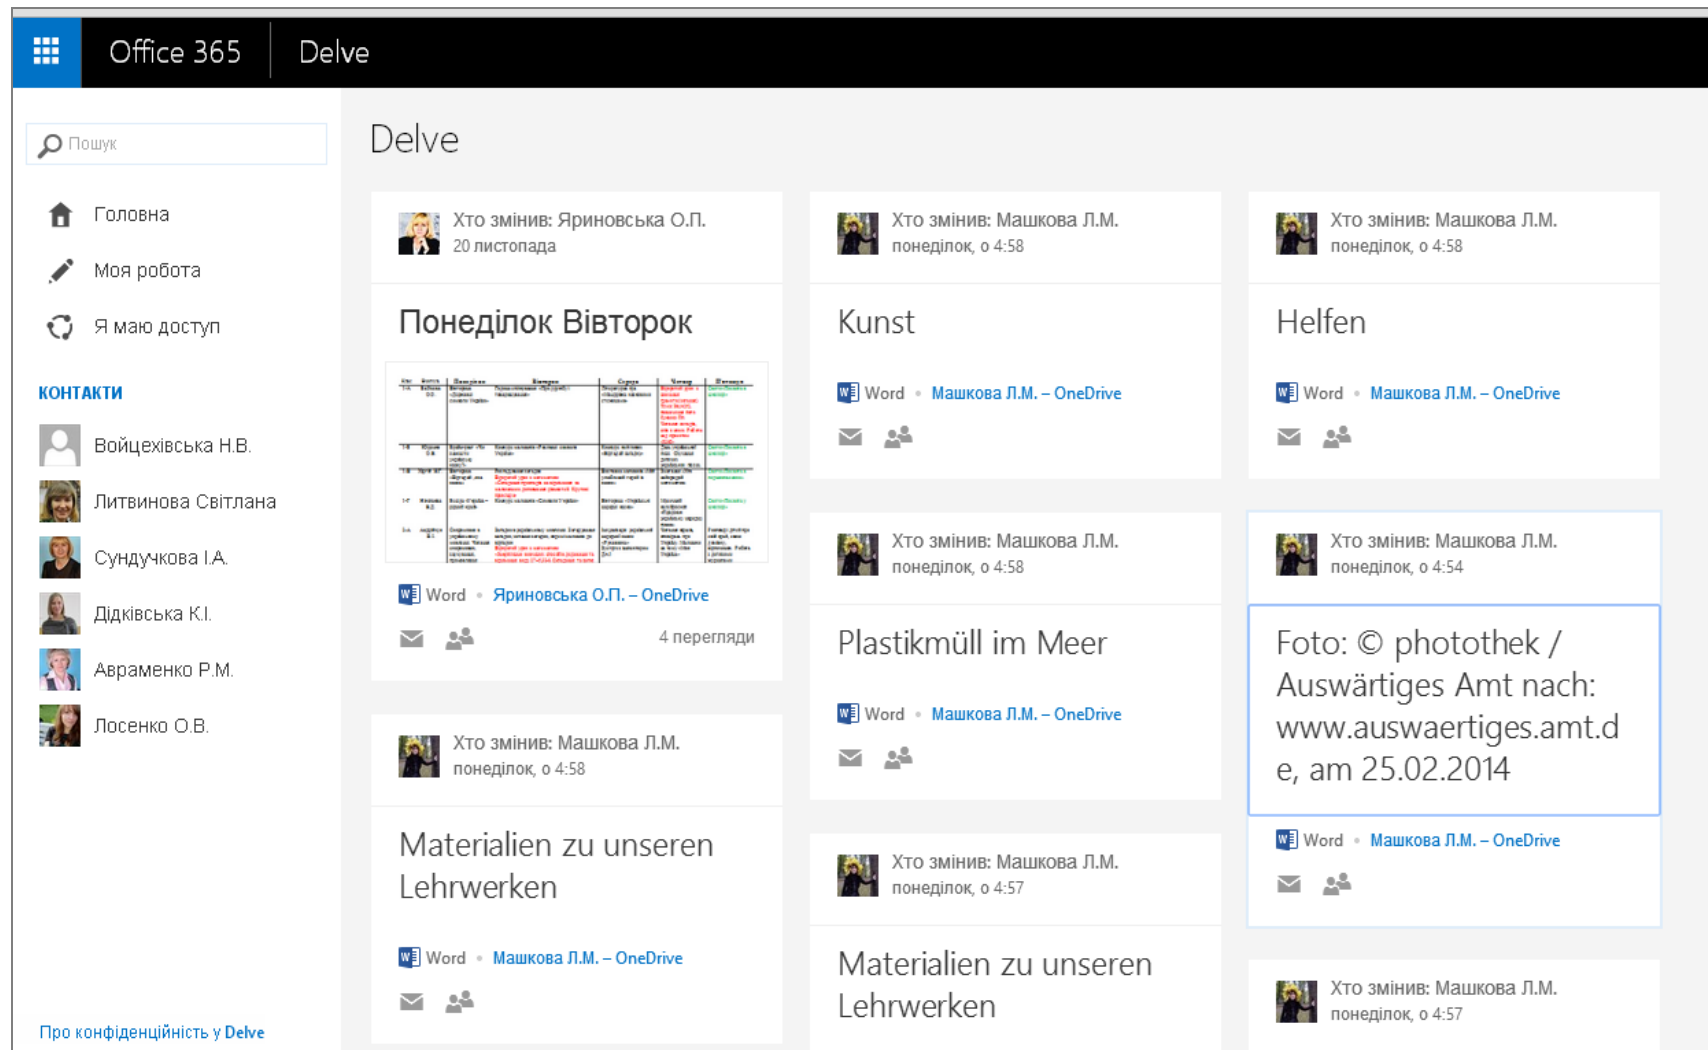 Office 365
Delve
Пошук
Головна
Моя робота
Я маю доступ
КОНТАКТИ
Войцехівська Н.В.
Литвинова Світлана
Сундучкова І.А.
Дідківська К.І.
Авраменко Р.М.
Лосенко О.В.
Про конфіденційність у Delve
Delve
Хто змінив: Яриновська О.П.
20 листопада
Понеділок Вівторок
Word • Яриновська О.П. – OneDrive
4 перегляди
Хто змінив: Машкова Л.М.
понеділок, о 4:58
Materialien zu unseren
Lehrwerken
Word • Машкова Л.М. – OneDrive
Хто змінив: Машкова Л.М.
понеділок, о 4:58
Kunst
Word • Машкова Л.М. – OneDrive
Хто змінив: Машкова Л.М.
понеділок, о 4:58
Plastikmüll im Meer
Word • Машкова Л.М. – OneDrive
Хто змінив: Машкова Л.М.
понеділок, о 4:57
Materialien zu unseren
Lehrwerken
Хто змінив: Машкова Л.М.
понеділок, о 4:58
Helfen
Word • Машкова Л.М. – OneDrive
Хто змінив: Машкова Л.М.
понеділок, о 4:54
Foto: © photothek /
Auswärtiges Amt nach:
www.auswaertiges.amt.d
e, am 25.02.2014
Word • Машкова Л.М. – OneDrive
Хто змінив: Машкова Л.М.
понеділок, о 4:57